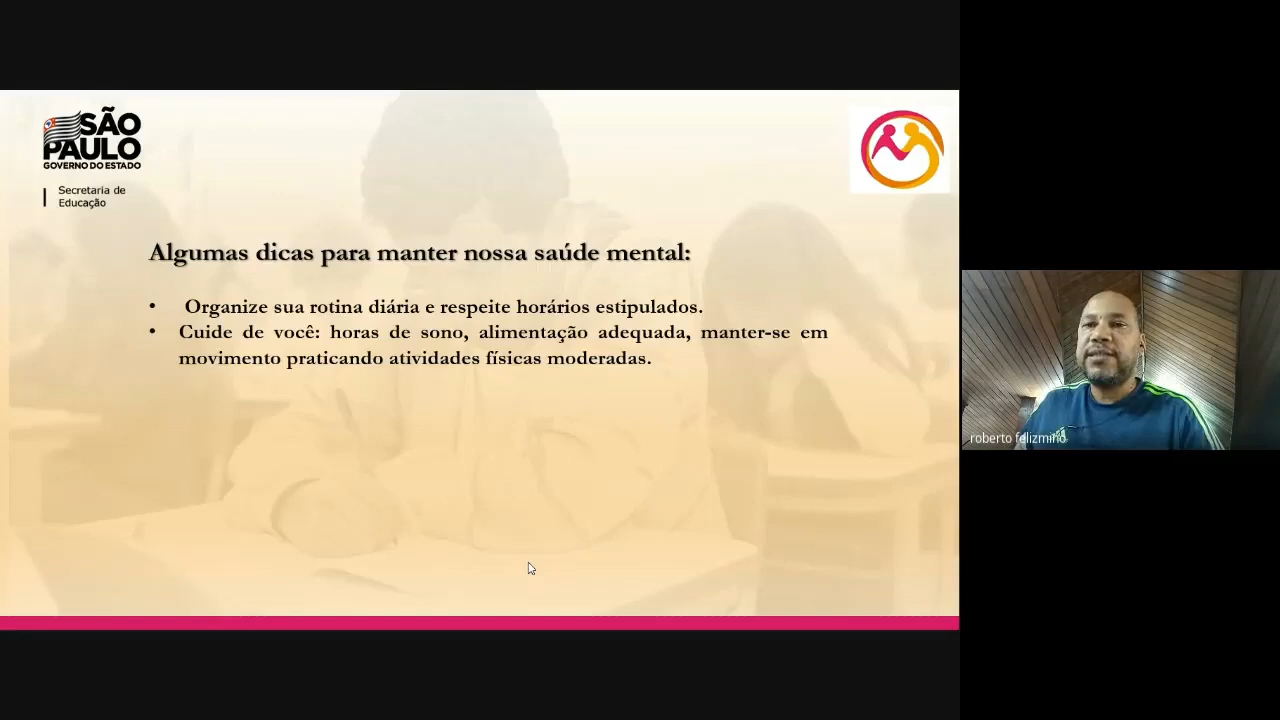 SÃO
PAULO
GOVERNO DO ESTADO
Secretaria de
Educação
Algumas dicas para manter nossa saúde mental:
• Organize sua rotina diária e respeite horários estipulados.
• Cuide de você: horas de sono, alimentação adequada, manter-se em
movimento praticando atividades físicas moderadas.
roberto felizmino